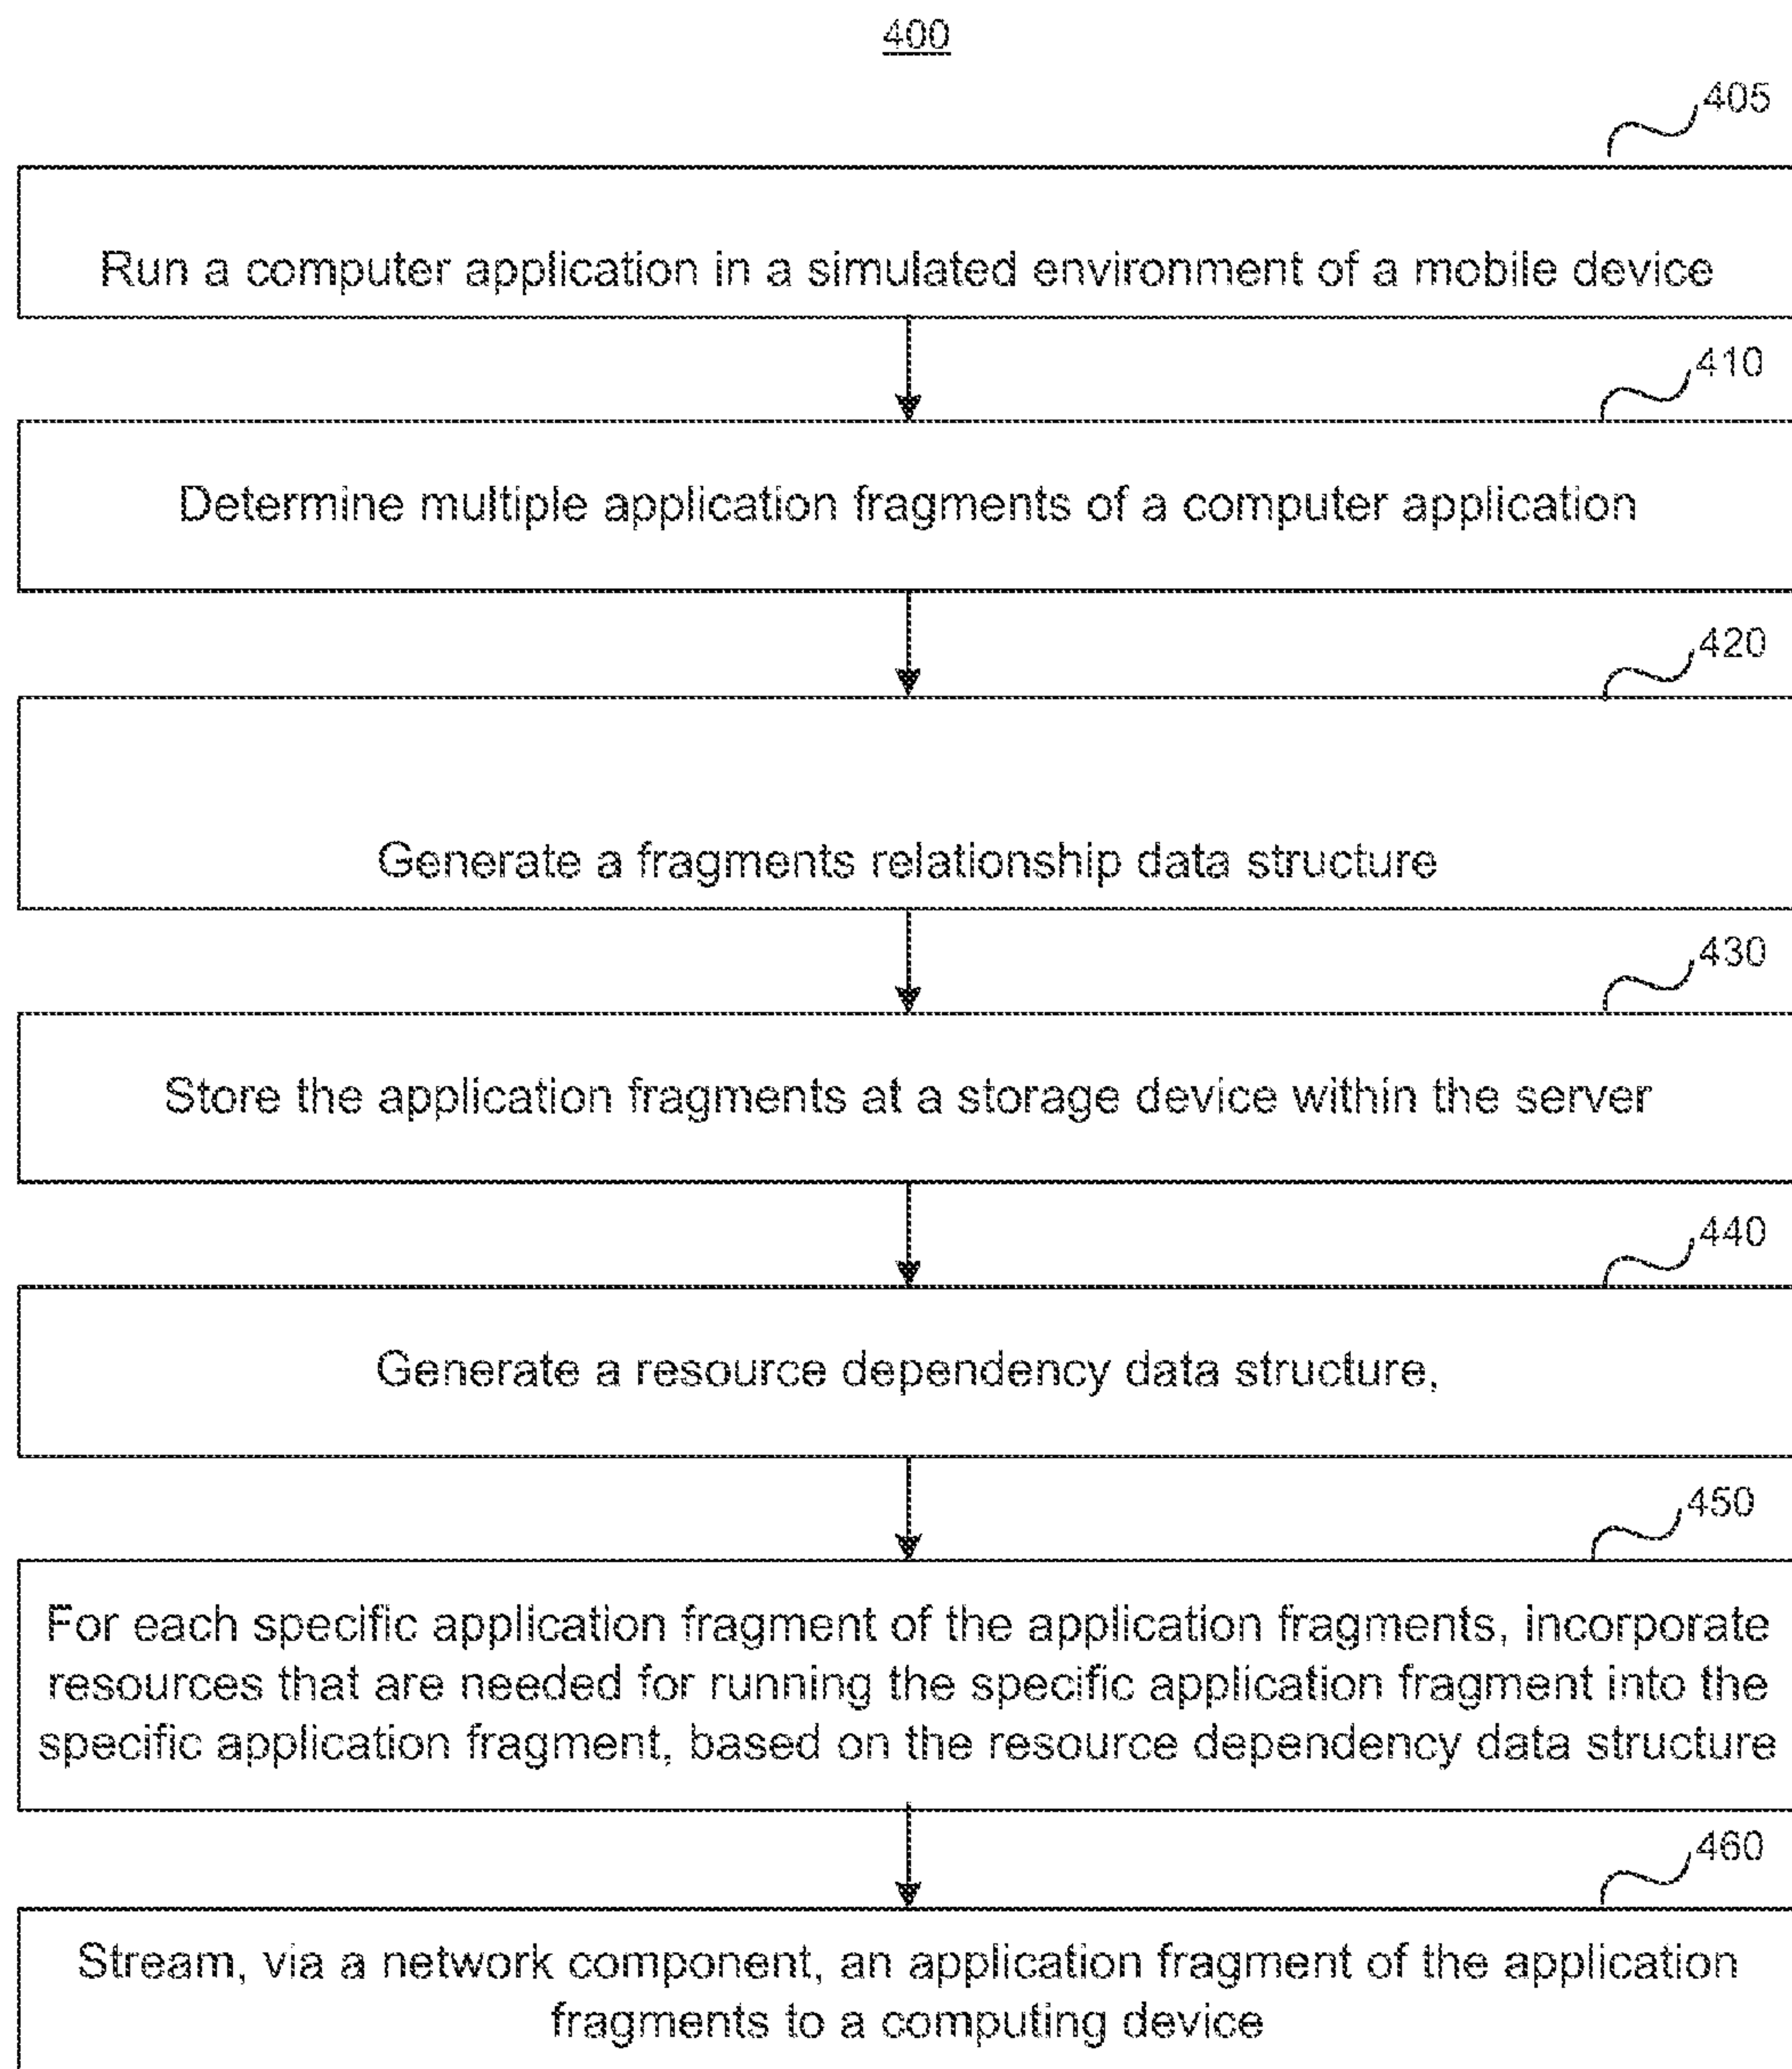 400
405
Run a computer application in a simulated environment of a mobile device
410
Determine multiple application fragments of a computer application
420
Generate a fragments relationship data structure
430
Store the application fragments at a storage device within the server
440
Generate a resource dependency data structure,
450
For each specific application fragment of the application fragments, incorporate
resources that are needed for running the specific application fragment into the
specific application fragment, based on the resource dependency data structure
460
Stream, via a network component, an application fragment of the application
fragments to a computing device